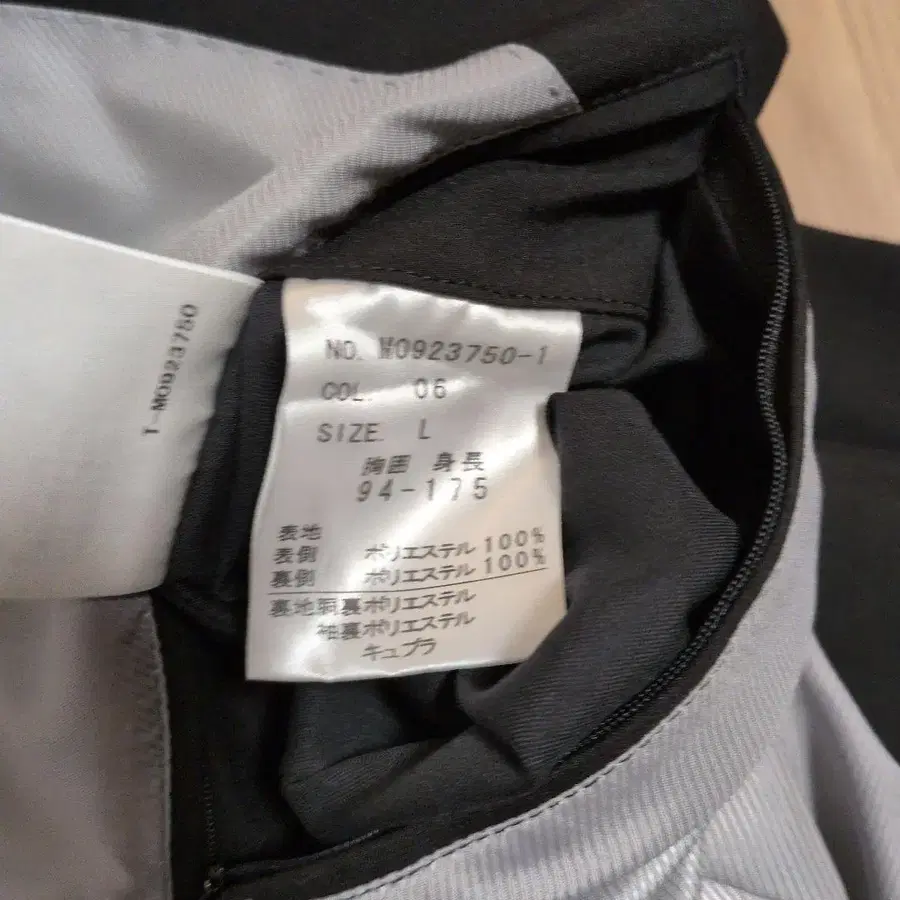 T-M0923750
NO. M0923750-1
COL. 06
SIZE. L
胸囲 身長
94-175
表地
表側 ポリエステル 100%
裏側 ポリエステル 100%
裏地胴裏ポリエステル
袖裏ポリエステル
キュプラ